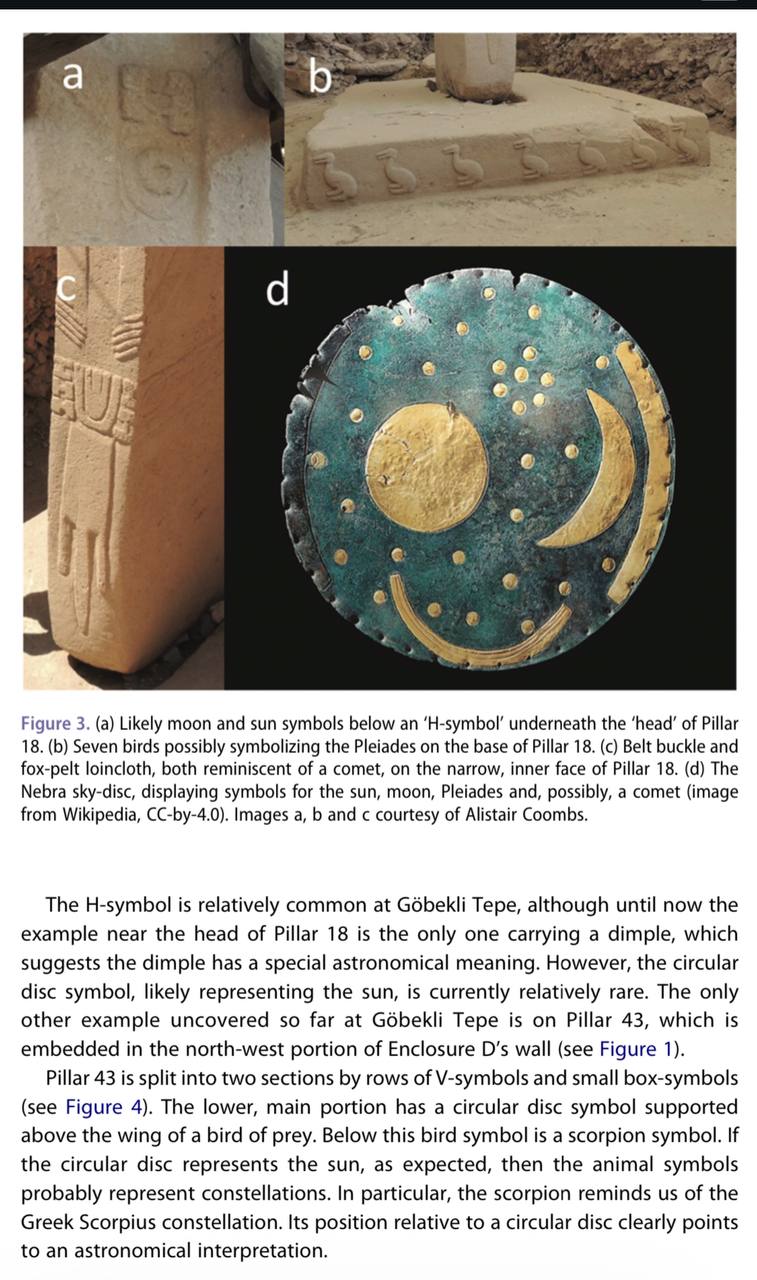 a
b
c
d
Figure 3. (a) Likely moon and sun symbols below an ‘H-symbol’ underneath the ‘head’ of Pillar
18. (b) Seven birds possibly symbolizing the Pleiades on the base of Pillar 18. (c) Belt buckle and
fox-pelt loincloth, both reminiscent of a comet, on the narrow, inner face of Pillar 18. (d) The
Nebra sky-disc, displaying symbols for the sun, moon, Pleiades and, possibly, a comet (image
from Wikipedia, CC-by-4.0). Images a, b and c courtesy of Alistair Coombs.
The H-symbol is relatively common at Göbekli Tepe, although until now the
example near the head of Pillar 18 is the only one carrying a dimple, which
suggests the dimple has a special astronomical meaning. However, the circular
disc symbol, likely representing the sun, is currently relatively rare. The only
other example uncovered so far at Göbekli Tepe is on Pillar 43, which is
embedded in the north-west portion of Enclosure D’s wall (see Figure 1).
Pillar 43 is split into two sections by rows of V-symbols and small box-symbols
(see Figure 4). The lower, main portion has a circular disc symbol supported
above the wing of a bird of prey. Below this bird symbol is a scorpion symbol. If
the circular disc represents the sun, as expected, then the animal symbols
probably represent constellations. In particular, the scorpion reminds us of the
Greek Scorpius constellation. Its position relative to a circular disc clearly points
to an astronomical interpretation.